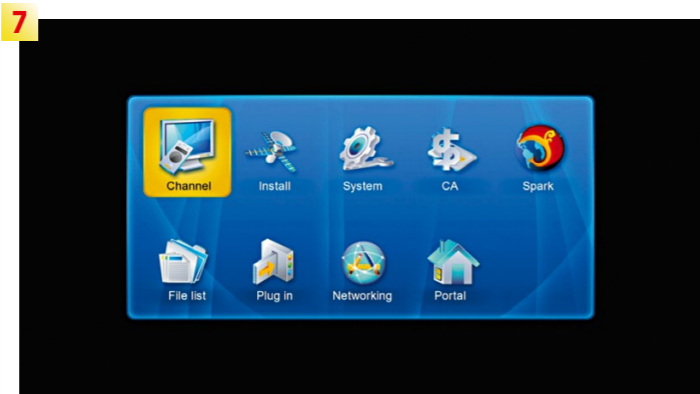 7
Channel
Install
System
CA
Spark
File list
Plug in
Networking
Portal